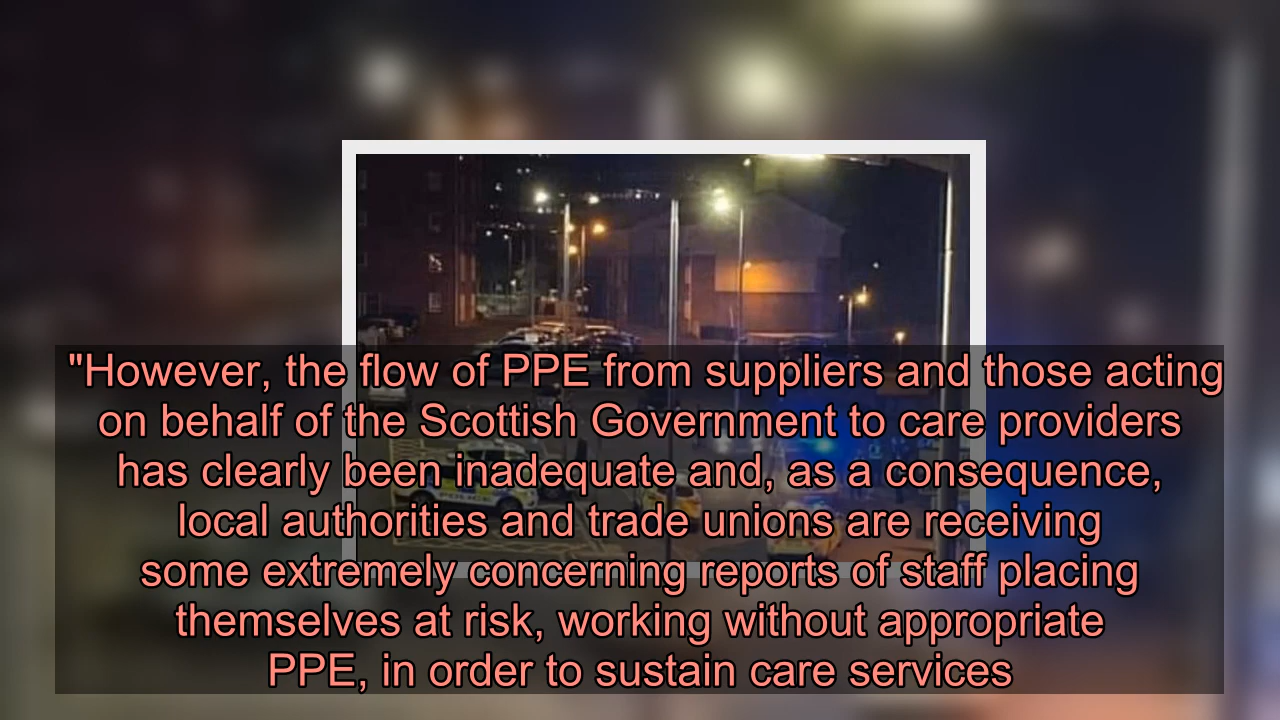 "However, the flow of PPE from suppliers and those acting
on behalf of the Scottish Government to care providers
has clearly been inadequate and, as a consequence,
local authorities and trade unions are receiving
some extremely concerning reports of staff placing
themselves at risk, working without appropriate
PPE, in order to sustain care services
POLICE